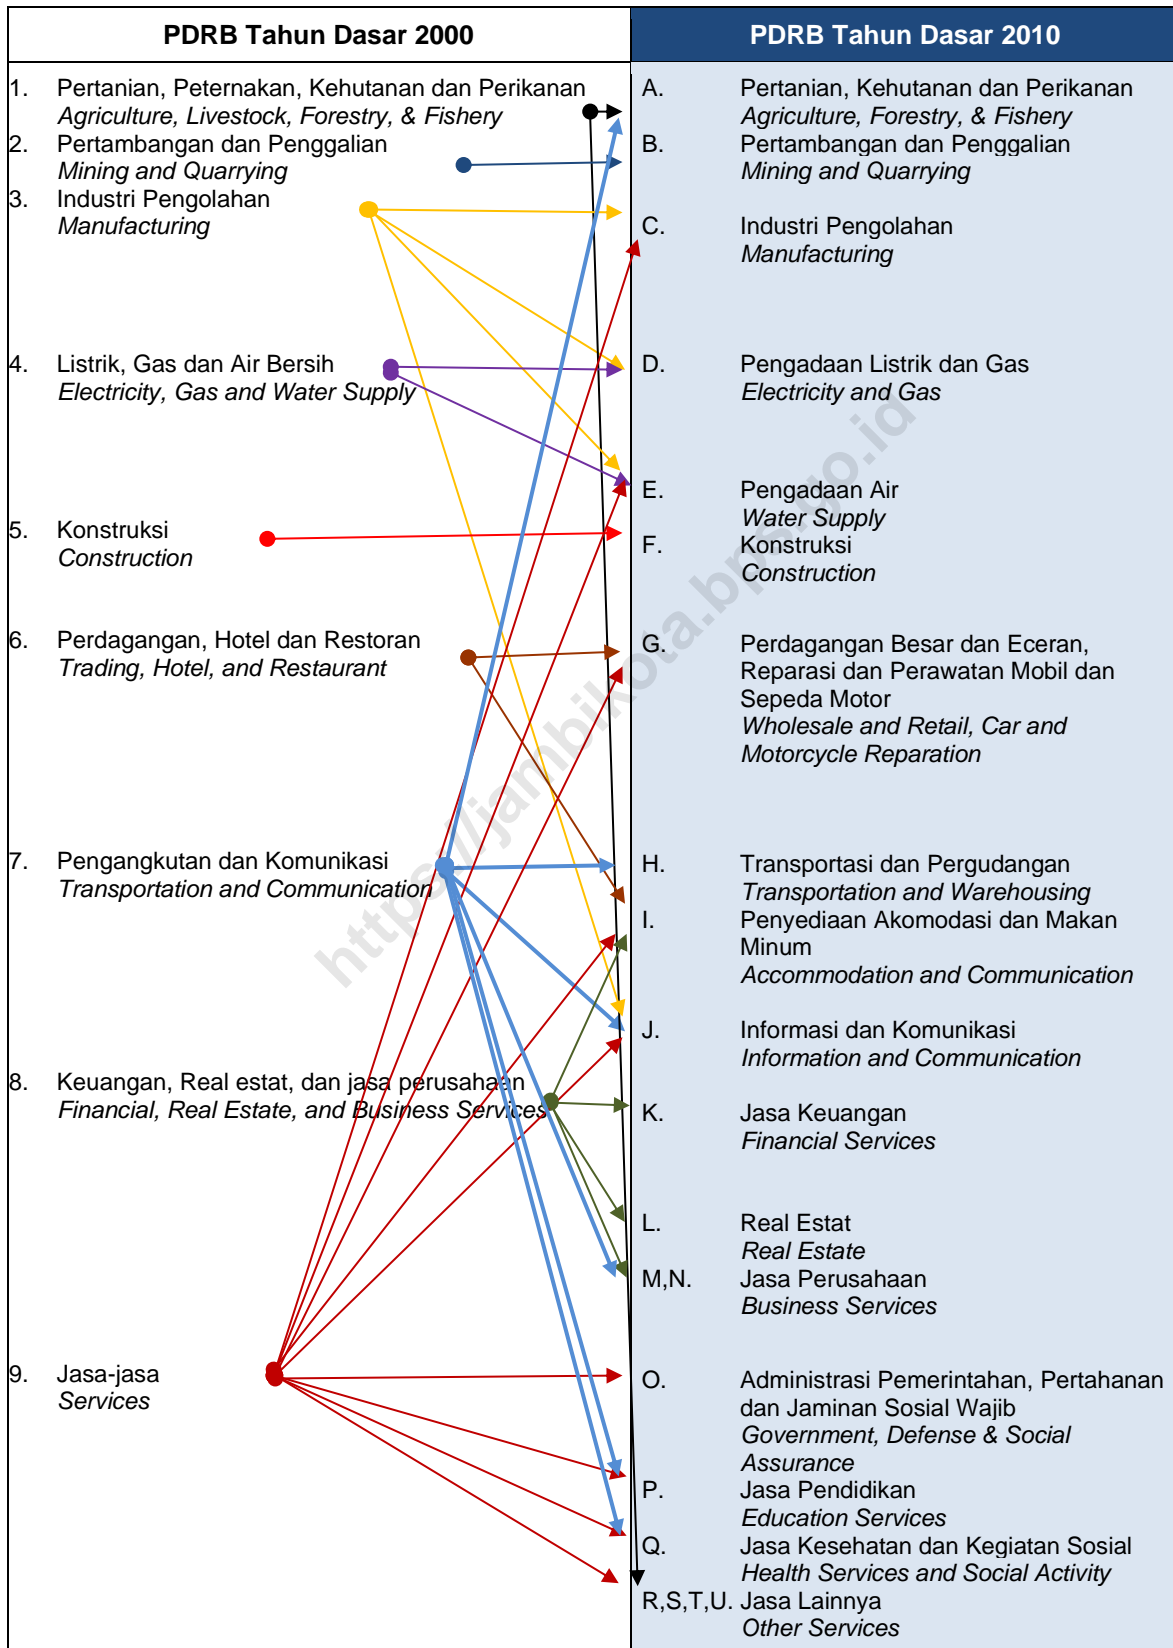 PDRB Tahun Dasar 2000
1. Pertanian, Peternakan, Kehutanan dan Perikanan
Agriculture, Livestock, Forestry, & Fishery
2. Pertambangan dan Penggalian
Mining and Quarrying
3. Industri Pengolahan
Manufacturing
4. Listrik, Gas dan Air Bersih
Electricity, Gas and Water Supply
5. Konstruksi
Construction
6. Perdagangan, Hotel dan Restoran
Trading, Hotel, and Restaurant
7. Pengangkutan dan Komunikasi
Transportation and Communication
8. Keuangan, Real estat, dan jasa perusahaan
Financial, Real Estate, and Business Services
9. Jasa-jasa
Services
PDRB Tahun Dasar 2010
A. Pertanian, Kehutanan dan Perikanan
Agriculture, Forestry, & Fishery
B. Pertambangan dan Penggalian
Mining and Quarrying
C. Industri Pengolahan
Manufacturing
D. Pengadaan Listrik dan Gas
Electricity and Gas
E. Pengadaan Air
Water Supply
F. Konstruksi
Construction
G. Perdagangan Besar dan Eceran,
Reparasi dan Perawatan Mobil dan
Sepeda Motor
Wholesale and Retail, Car and
Motorcycle Reparation
H. Transportasi dan Pergudangan
Transportation and Warehousing
I. Penyediaan Akomodasi dan Makan
Minum
Accommodation and Communication
J. Informasi dan Komunikasi
Information and Communication
K. Jasa Keuangan
Financial Services
L. Real Estat
Real Estate
M,N. Jasa Perusahaan
Business Services
O. Administrasi Pemerintahan, Pertahanan
dan Jaminan Sosial Wajib
Government, Defense & Social
Assurance
P. Jasa Pendidikan
Education Services
Q. Jasa Kesehatan dan Kegiatan Sosial
Health Services and Social Activity
R,S,T,U. Jasa Lainnya
Other Services
https://jambikota.bps.go.id